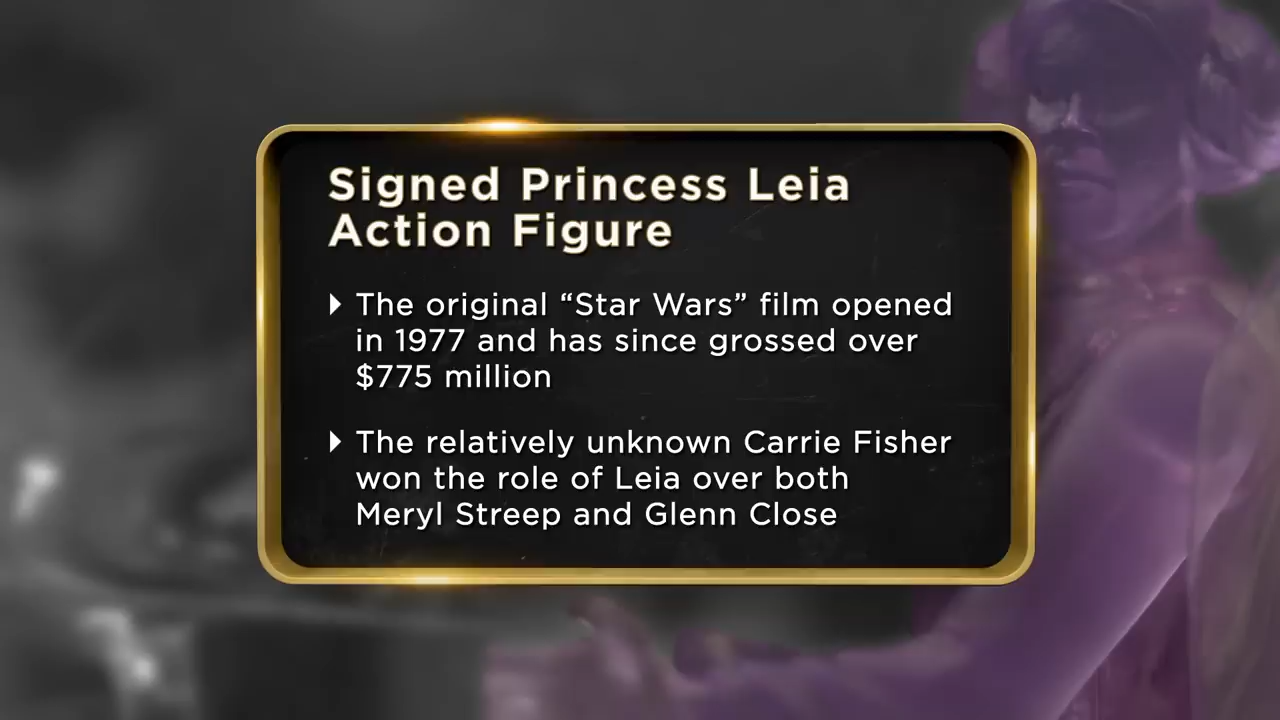 Signed Princess Leia
Action Figure
The original “Star Wars” film opened
in 1977 and has since grossed over
$775 million
The relatively unknown Carrie Fisher
won the role of Leia over both
Meryl Streep and Glenn Close